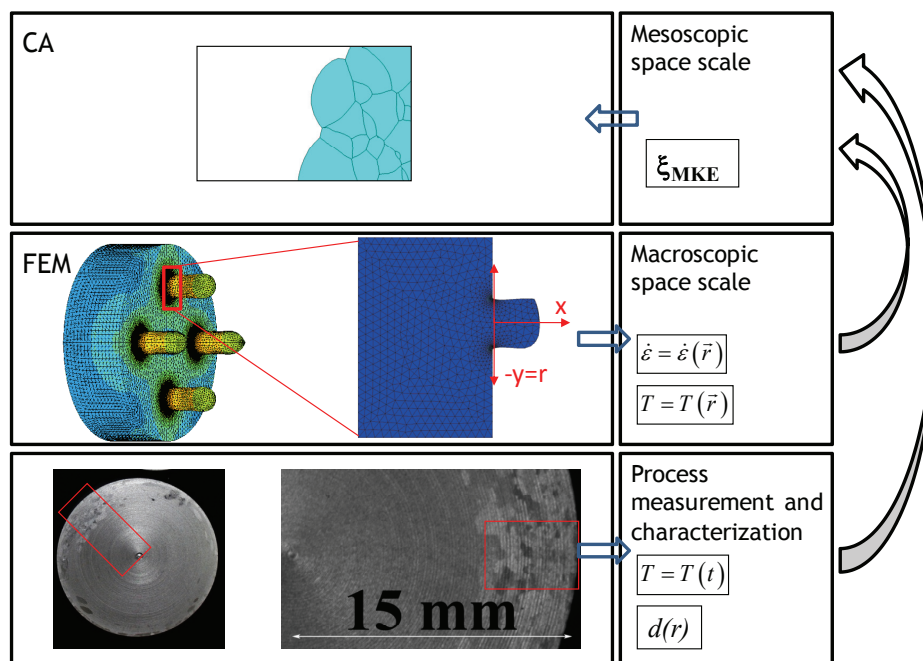 CA
Mesoscopic
space scale
ξMKE
FEM
x
-y=r
Macroscopic
space scale
ε̇ = ε̇(r⃗)
T = T(r⃗)
15 mm
Process
measurement and
characterization
T = T(t)
d(r)